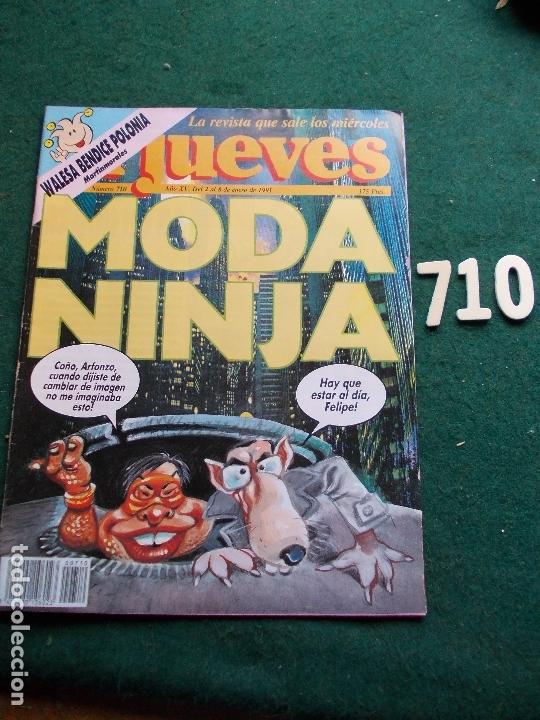 WALESA BENDICE POLONIA
Martínmorales
La revista que sale los miércoles
Jueves
Número 710
Año XV. Del 2 al 8 de enero de 1991
175 Ptas.
MODA
NINJA
710
Coño, Arfonzo,
cuando dijiste de
cambiar de imagen
no me imaginaba
esto!
Hay que
estar al día,
Felipe!
todocoleccion.net